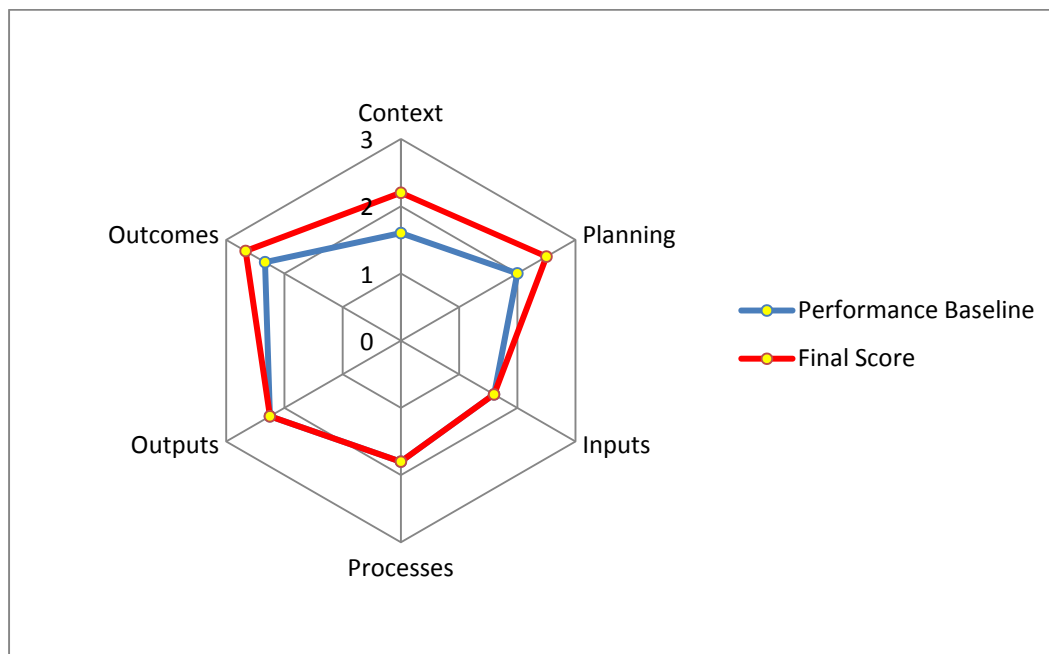 Context
3
2
1
0
Outcomes
Planning
Outputs
Inputs
Processes
Performance Baseline
Final Score